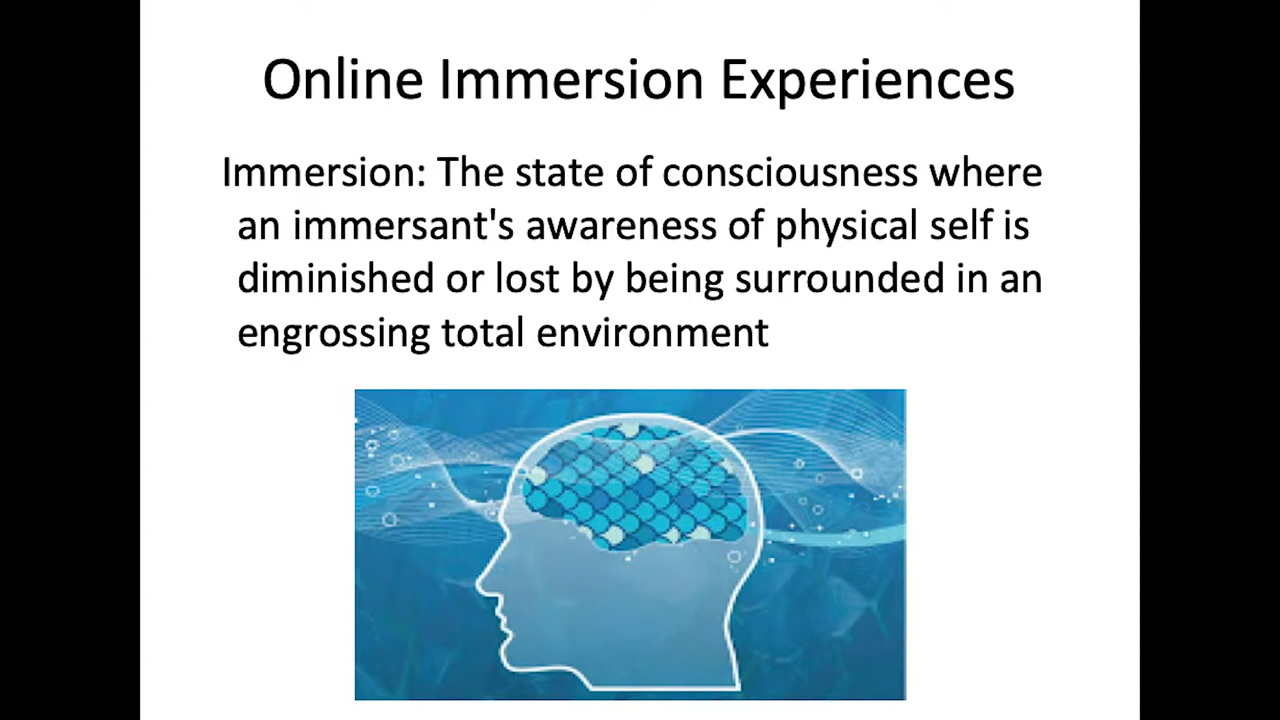 Online Immersion Experiences
Immersion: The state of consciousness where
an immersant's awareness of physical self is
diminished or lost by being surrounded in an
engrossing total environment